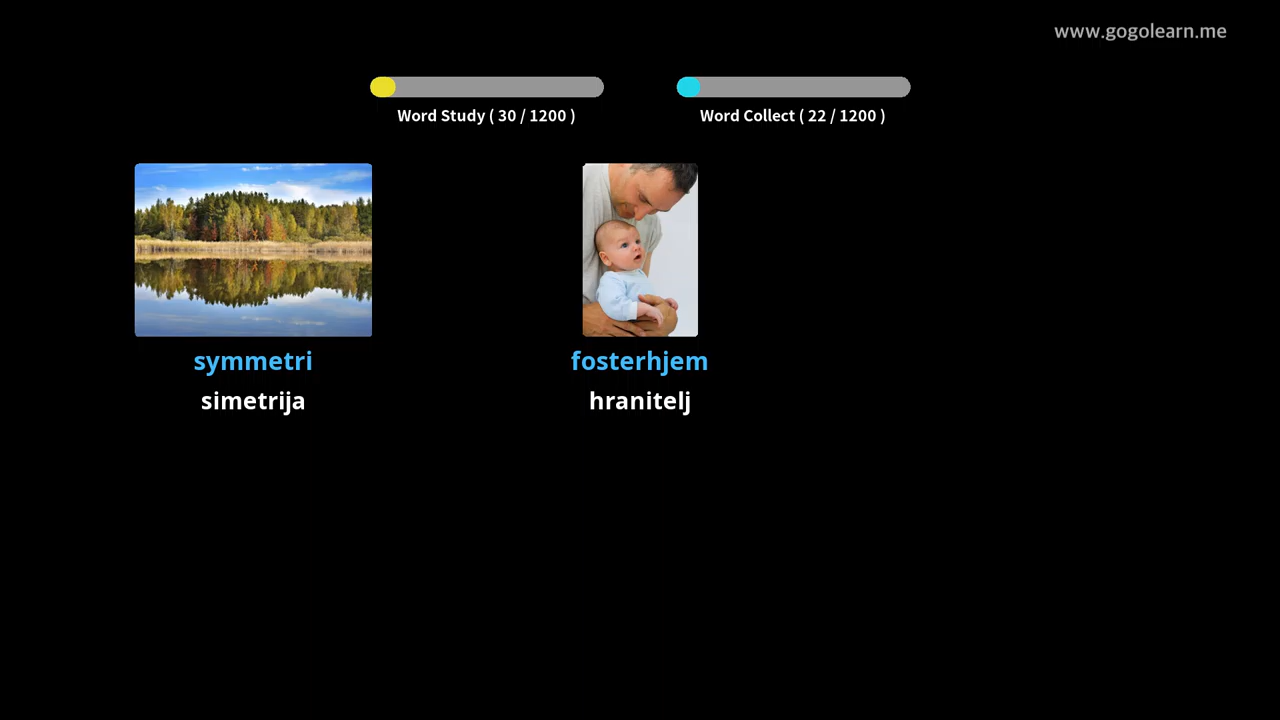 www.gogolearn.me
Word Study ( 30 / 1200 )
Word Collect ( 22 / 1200 )
symmetri
simetrija
fosterhjem
hranitelj